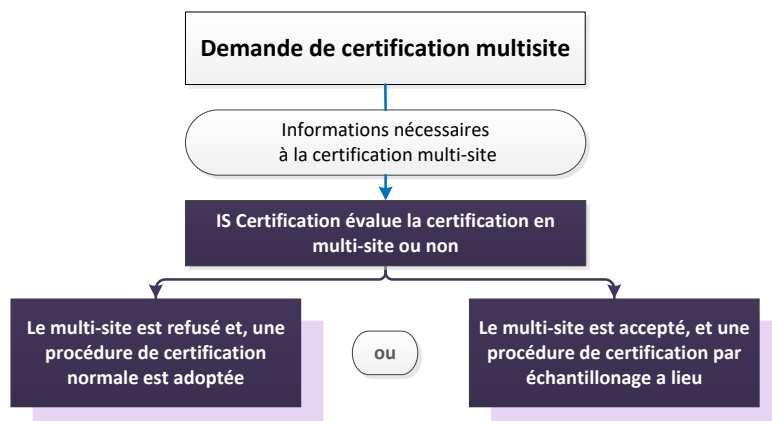 Demande de certification multisite
Informations nécessaires
à la certification multi-site
IS Certification évalue la certification en
multi-site ou non
Le multi-site est refusé et, une
procédure de certification
normale est adoptée
ou
Le multi-site est accepté, et une
procédure de certification par
échantillonage a lieu